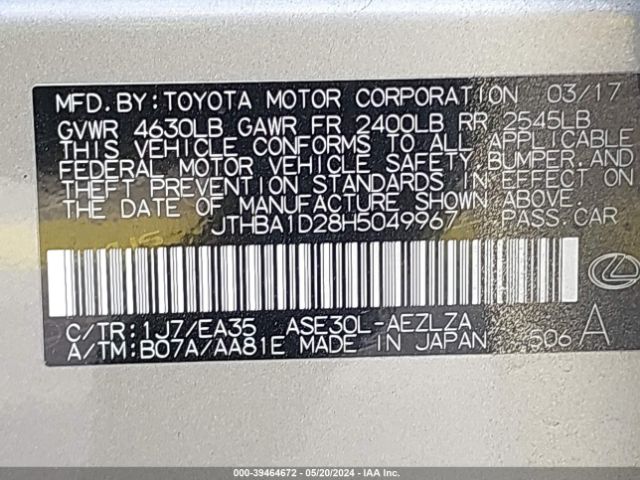 MFD. BY: TOYOTA MOTOR CORPORATION 03/17
GVWR 4630LB GAWR FR 2400LB RR 2545LB
THIS VEHICLE CONFORMS TO ALL APPLICABLE
FEDERAL MOTOR VEHICLE SAFETY, BUMPER, AND
THEFT PREVENTION STANDARDS IN EFFECT ON
THE DATE OF MANUFACTURE SHOWN ABOVE.
JTHBA1D28H5049967 PASS. CAR
C/TR: 1J7/EA35 ASE30L-AEZLZA
A/TM: B07A/AA81E MADE IN JAPAN 506 A
000-39464672 - 05/20/2024 - IAAI.COM